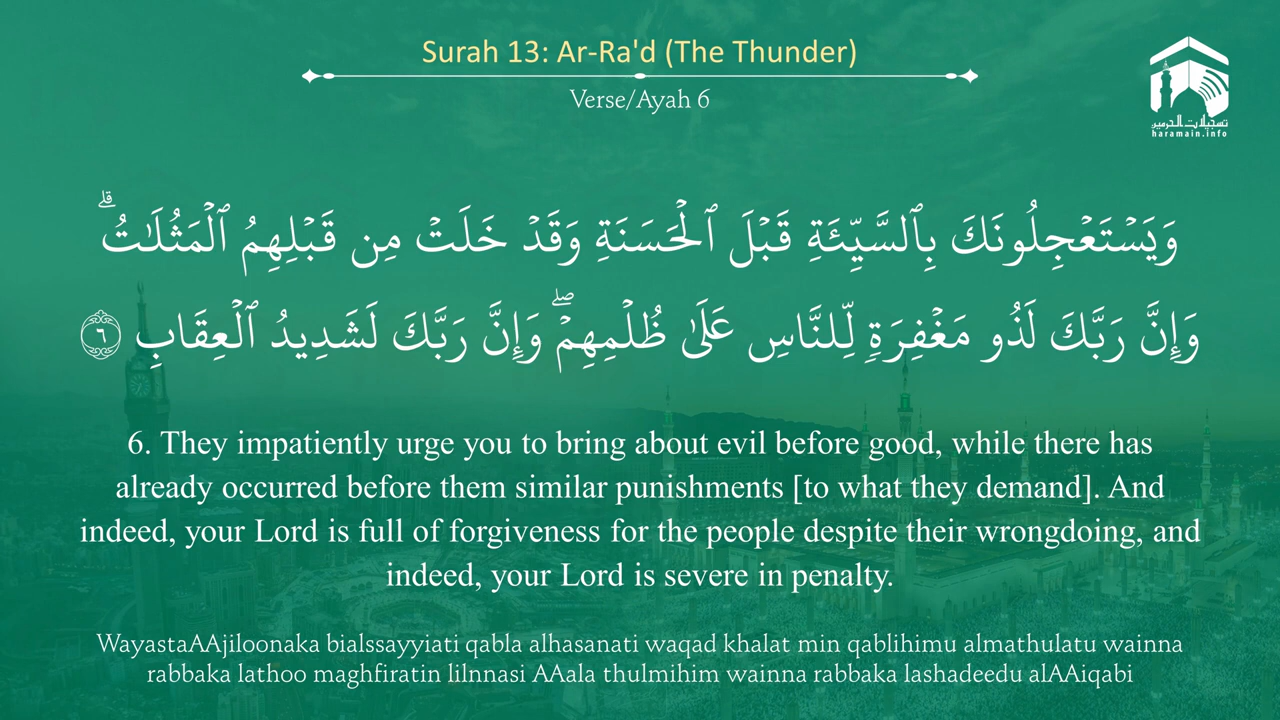 Surah 13: Ar-Ra'd (The Thunder)
Verse/Ayah 6
تسجيلات الحرمين
haramain.info
وَيَسْتَعْجِلُونَكَ بِٱلسَّيِّئَةِ قَبْلَ ٱلْحَسَنَةِ وَقَدْ خَلَتْ مِن قَبْلِهِمُ ٱلْمَثُلَـٰتُ ۗ
وَإِنَّ رَبَّكَ لَذُو مَغْفِرَةٍ لِّلنَّاسِ عَلَىٰ ظُلْمِهِمْ ۖ وَإِنَّ رَبَّكَ لَشَدِيدُ ٱلْعِقَابِ ٦
6. They impatiently urge you to bring about evil before good, while there has
already occurred before them similar punishments [to what they demand]. And
indeed, your Lord is full of forgiveness for the people despite their wrongdoing, and
indeed, your Lord is severe in penalty.
WayastaAAjiloonaka bialssayyiati qabla alhasanati waqad khalat min qablihimu almathulatu wainna
rabbaka lathoo maghfiratin lilnnasi AAala thulmihim wainna rabbaka lashadeedu alAAiqabi